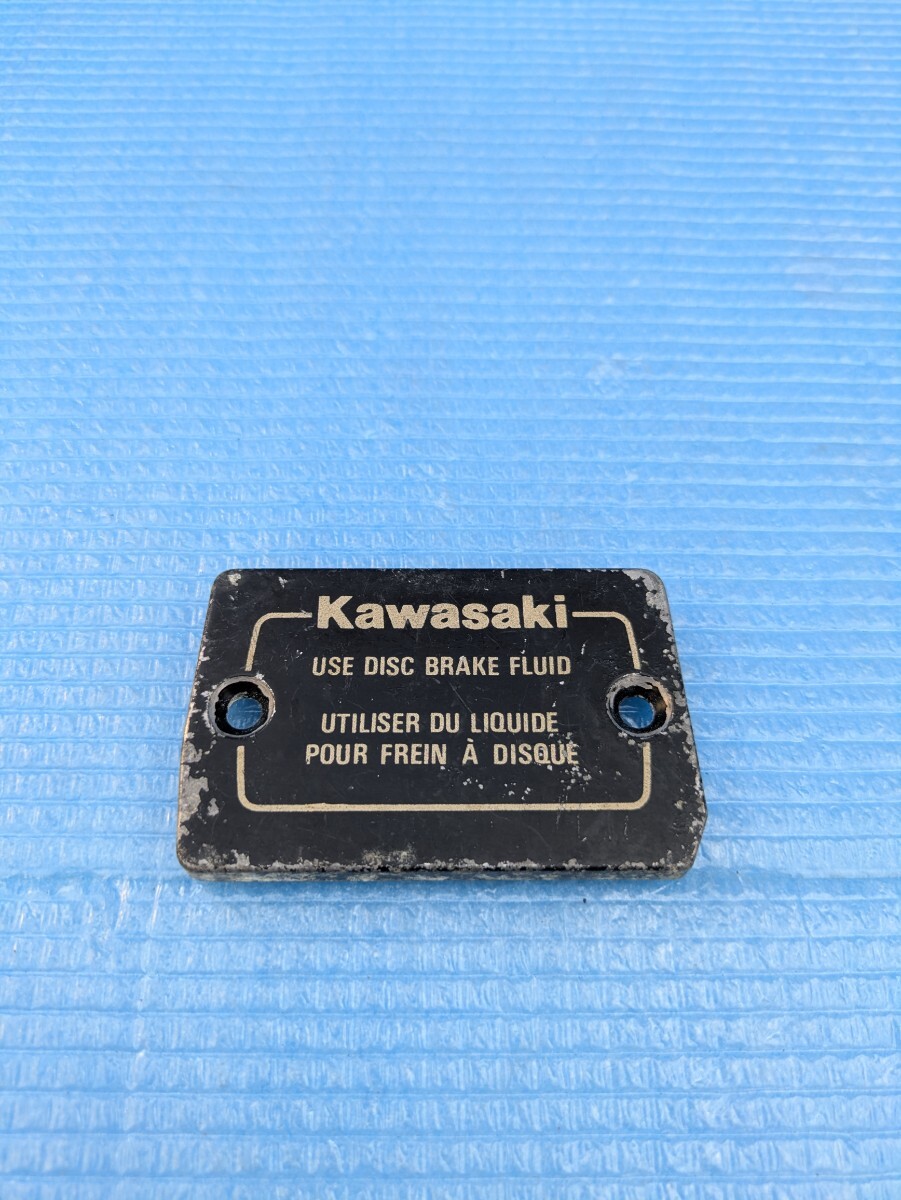 Kawasaki
USE DISC BRAKE FLUID
UTILISER DU LIQUIDE
POUR FREIN À DISQUE